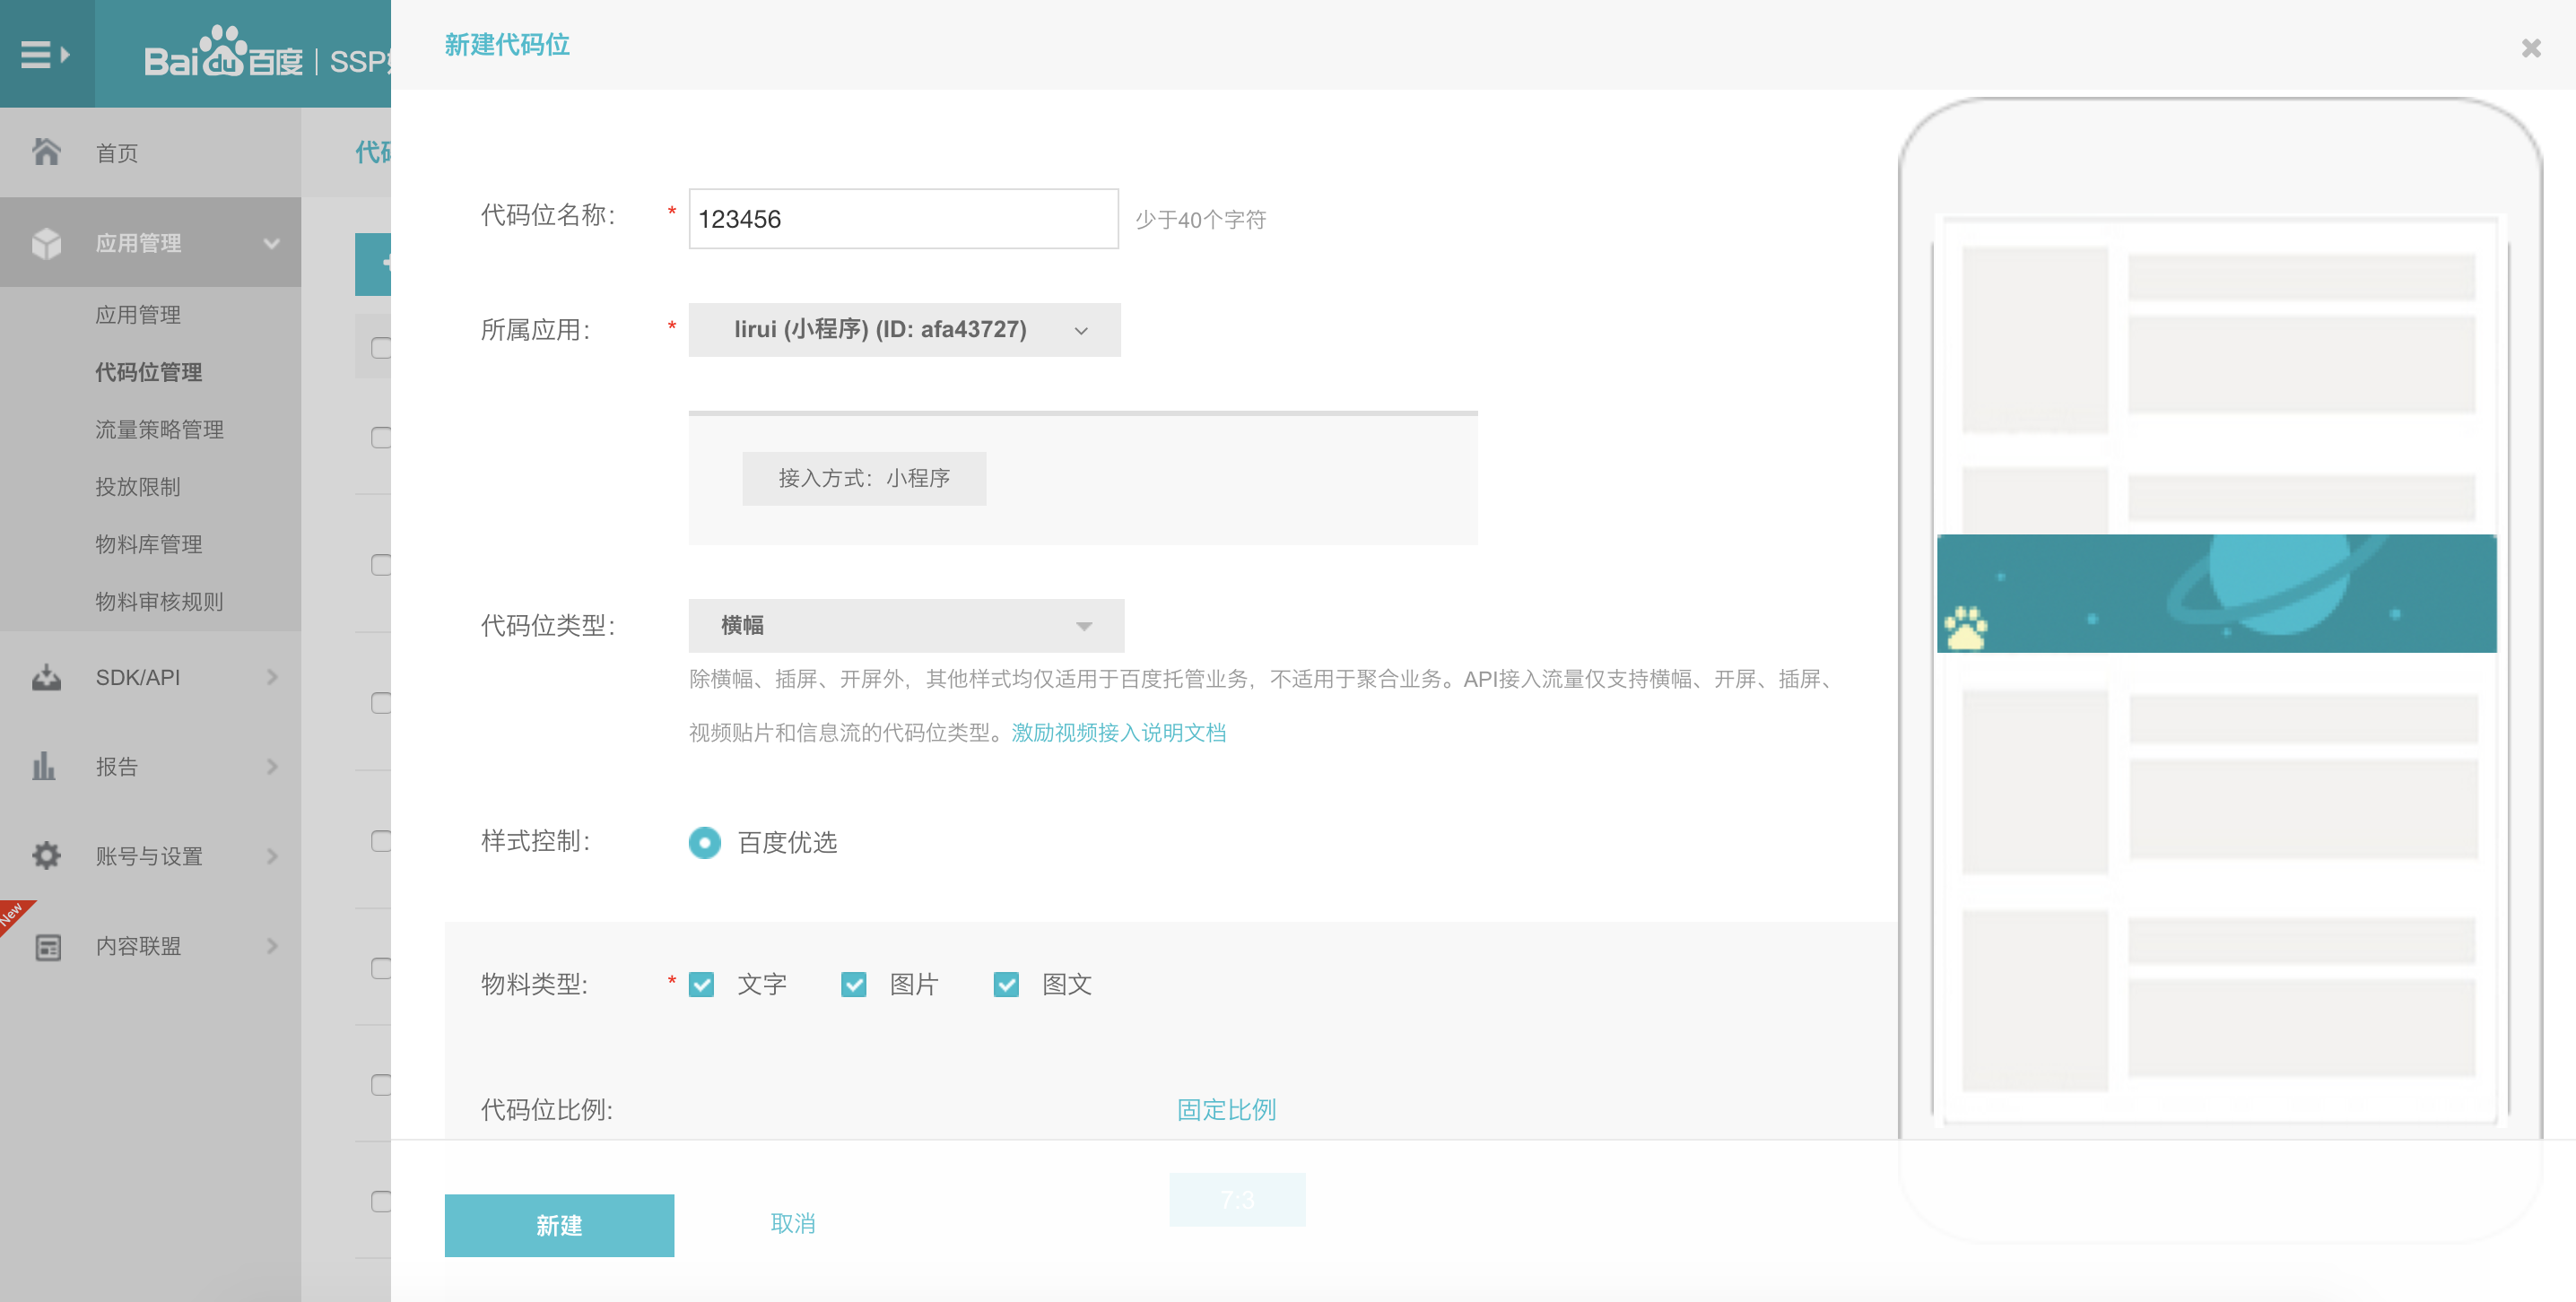 Baidu百度 | SSP
首页
应用管理
应用管理
代码位管理
流量策略管理
投放限制
物料库管理
物料审核规则
SDK/API
报告
账号与设置
New
内容联盟
新建代码位
代码位名称:
* 123456 少于40个字符
所属应用:
* lirui (小程序) (ID: afa43727)
接入方式: 小程序
代码位类型:
横幅
除横幅、插屏、开屏外，其他样式均仅适用于百度托管业务，不适用于聚合业务。API接入流量仅支持横幅、开屏、插屏、
视频贴片和信息流的代码位类型。激励视频接入说明文档
样式控制:
百度优选
物料类型:
* 文字 图片 图文
代码位比例:
固定比例
7:3
新建
取消